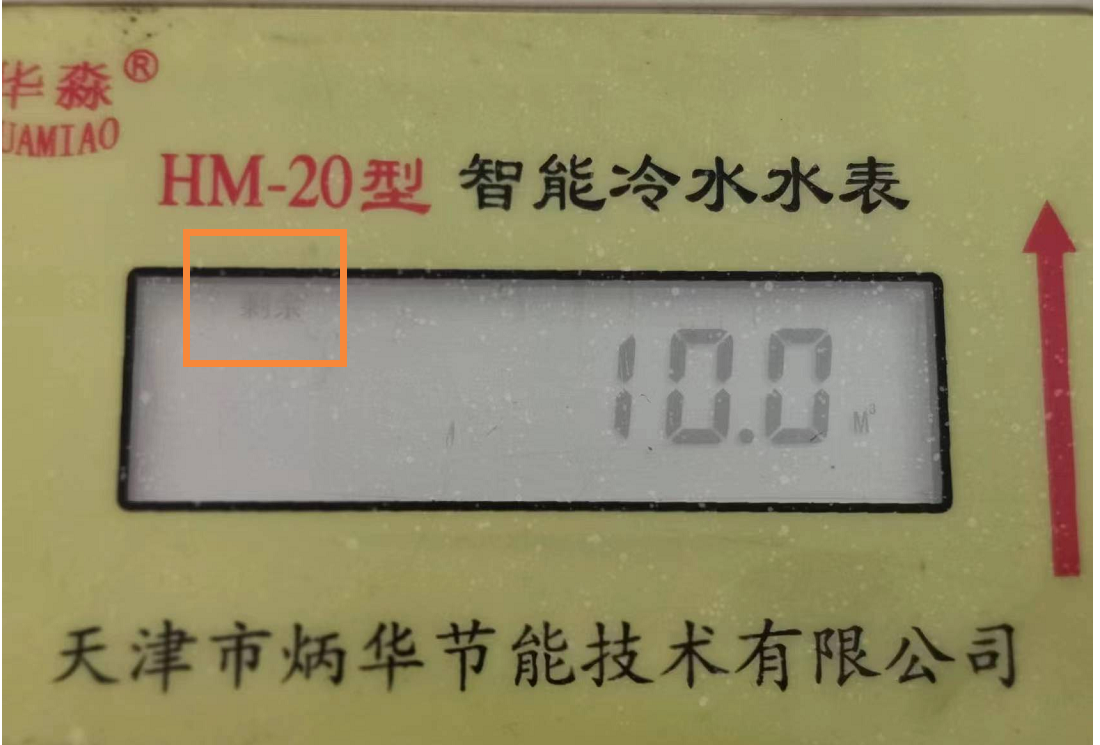 华淼®
UAMIAO
HM-20型 智能冷水水表
剩余
10.0 M³
天津市炳华节能技术有限公司